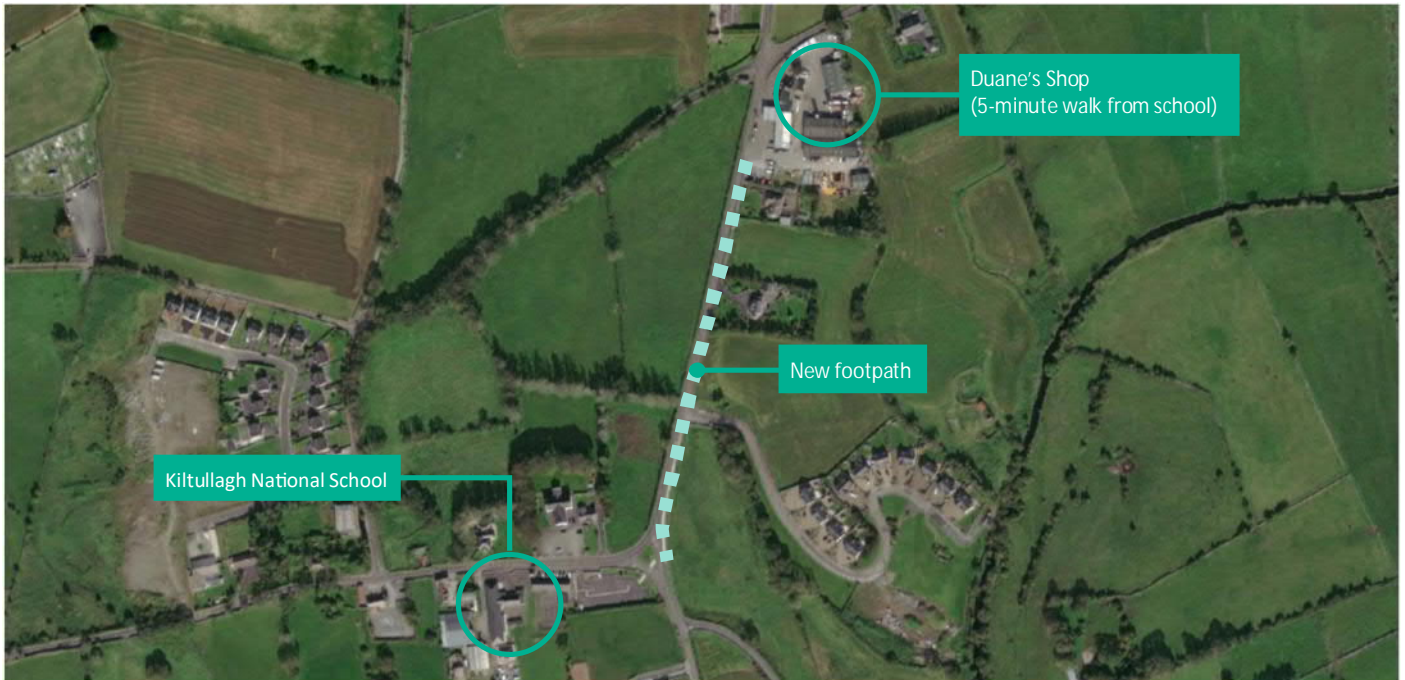 Duane's Shop
(5-minute walk from school)
New footpath
Kiltullagh National School